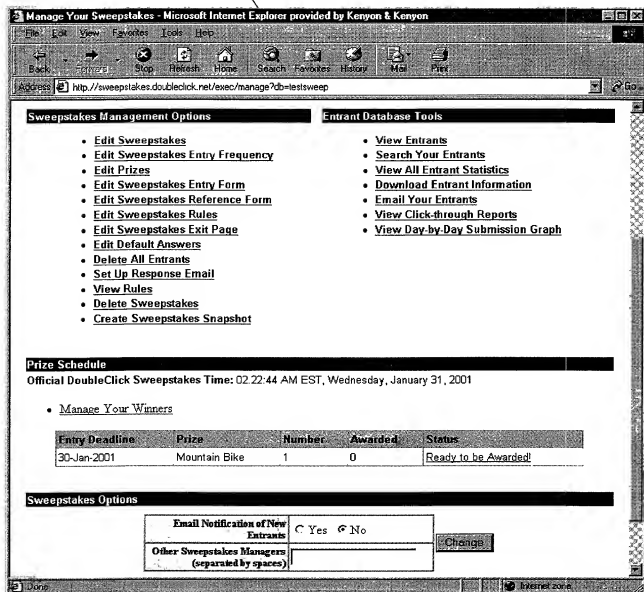 Manage Your Sweepstakes - Microsoft Internet Explorer provided by Kenyon & Kenyon
File Edit View Favorites Tools Help
Back Forward Stop Refresh Home Search Favorites History Mail Print
Address http://sweepstakes.doubleclick.net/exec/manage?db=testsweep Go
Sweepstakes Management Options
Edit Sweepstakes
Edit Sweepstakes Entry Frequency
Edit Prizes
Edit Sweepstakes Entry Form
Edit Sweepstakes Reference Form
Edit Sweepstakes Rules
Edit Sweepstakes Exit Page
Edit Default Answers
Delete All Entrants
Set Up Response Email
View Rules
Delete Sweepstakes
Create Sweepstakes Snapshot
Entrant Database Tools
View Entrants
Search Your Entrants
View All Entrant Statistics
Download Entrant Information
Email Your Entrants
View Click-through Reports
View Day-by-Day Submission Graph
Prize Schedule
Official DoubleClick Sweepstakes Time: 02:22:44 AM EST, Wednesday, January 31, 2001
Manage Your Winners
Entry Deadline Prize Number Awarded Status
30-Jan-2001 Mountain Bike 1 0 Ready to be Awarded!
Sweepstakes Options
Email Notification of New Entrants Yes No
Other Sweepstakes Managers (separated by spaces)
Change
Done Internet zone